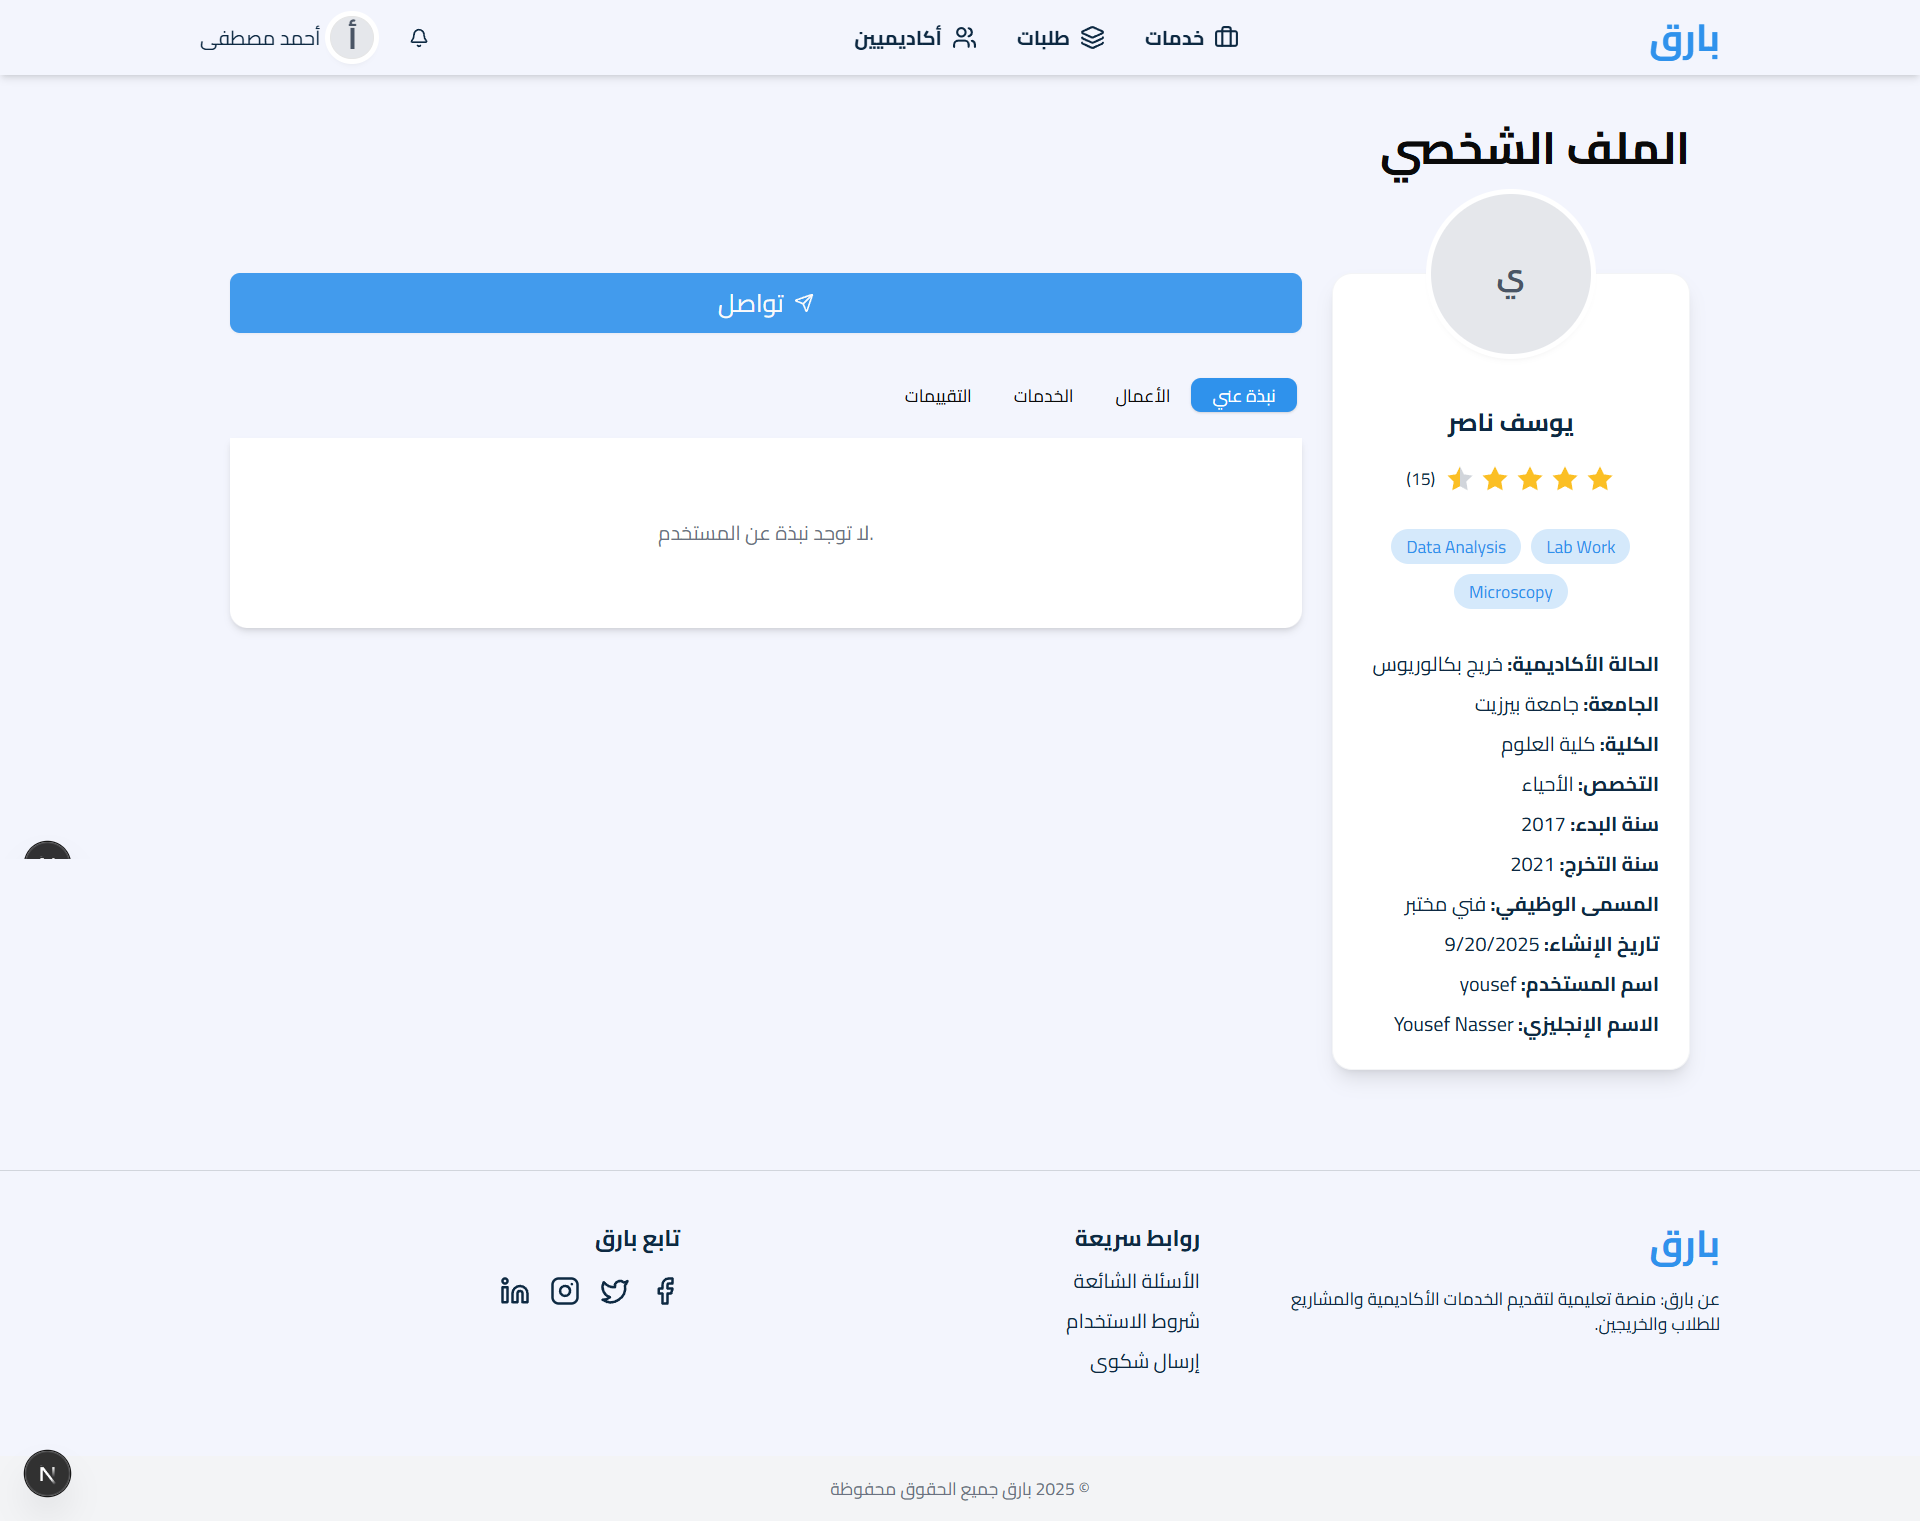 بارق
خدمات
طلبات
أكاديميين
أ
أحمد مصطفى
الملف الشخصي
ي
يوسف ناصر
(15)
Lab Work
Data Analysis
Microscopy
الحالة الأكاديمية: خريج بكالوريوس
الجامعة: جامعة بيرزيت
الكلية: كلية العلوم
التخصص: الأحياء
سنة البدء: 2017
سنة التخرج: 2021
المسمى الوظيفي: فني مختبر
تاريخ الإنشاء: 9/20/2025
اسم المستخدم: yousef
الاسم الإنجليزي: Yousef Nasser
تواصل
نبذة عني
الأعمال
الخدمات
التقييمات
.لا توجد نبذة عن المستخدم
بارق
عن بارق: منصة تعليمية لتقديم الخدمات الأكاديمية والمشاريع
للطلاب والخريجين.
روابط سريعة
الأسئلة الشائعة
شروط الاستخدام
إرسال شكوى
تابع بارق
N
© 2025 بارق جميع الحقوق محفوظة